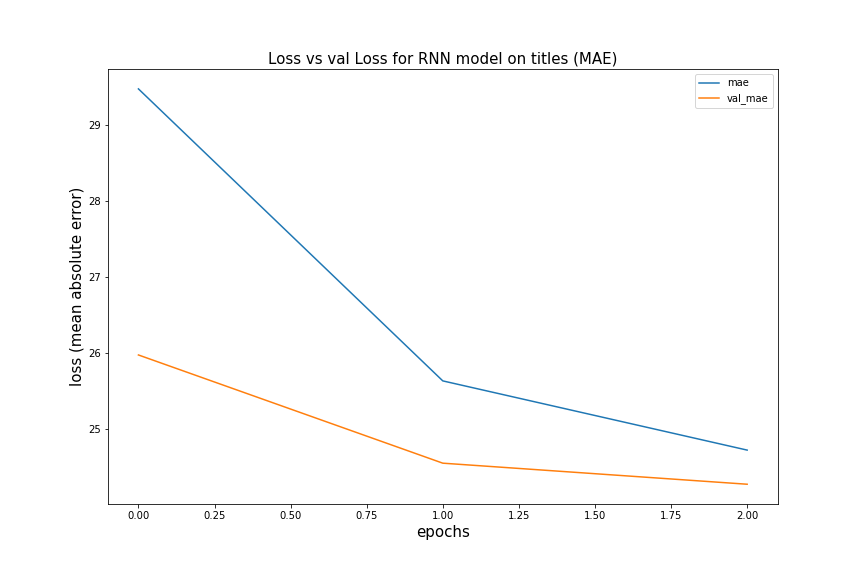 Loss vs val Loss for RNN model on titles (MAE)
mae
val_mae
29
28
27
26
25
loss (mean absolute error)
0.00 0.25 0.50 0.75 1.00 1.25 1.50 1.75 2.00
epochs